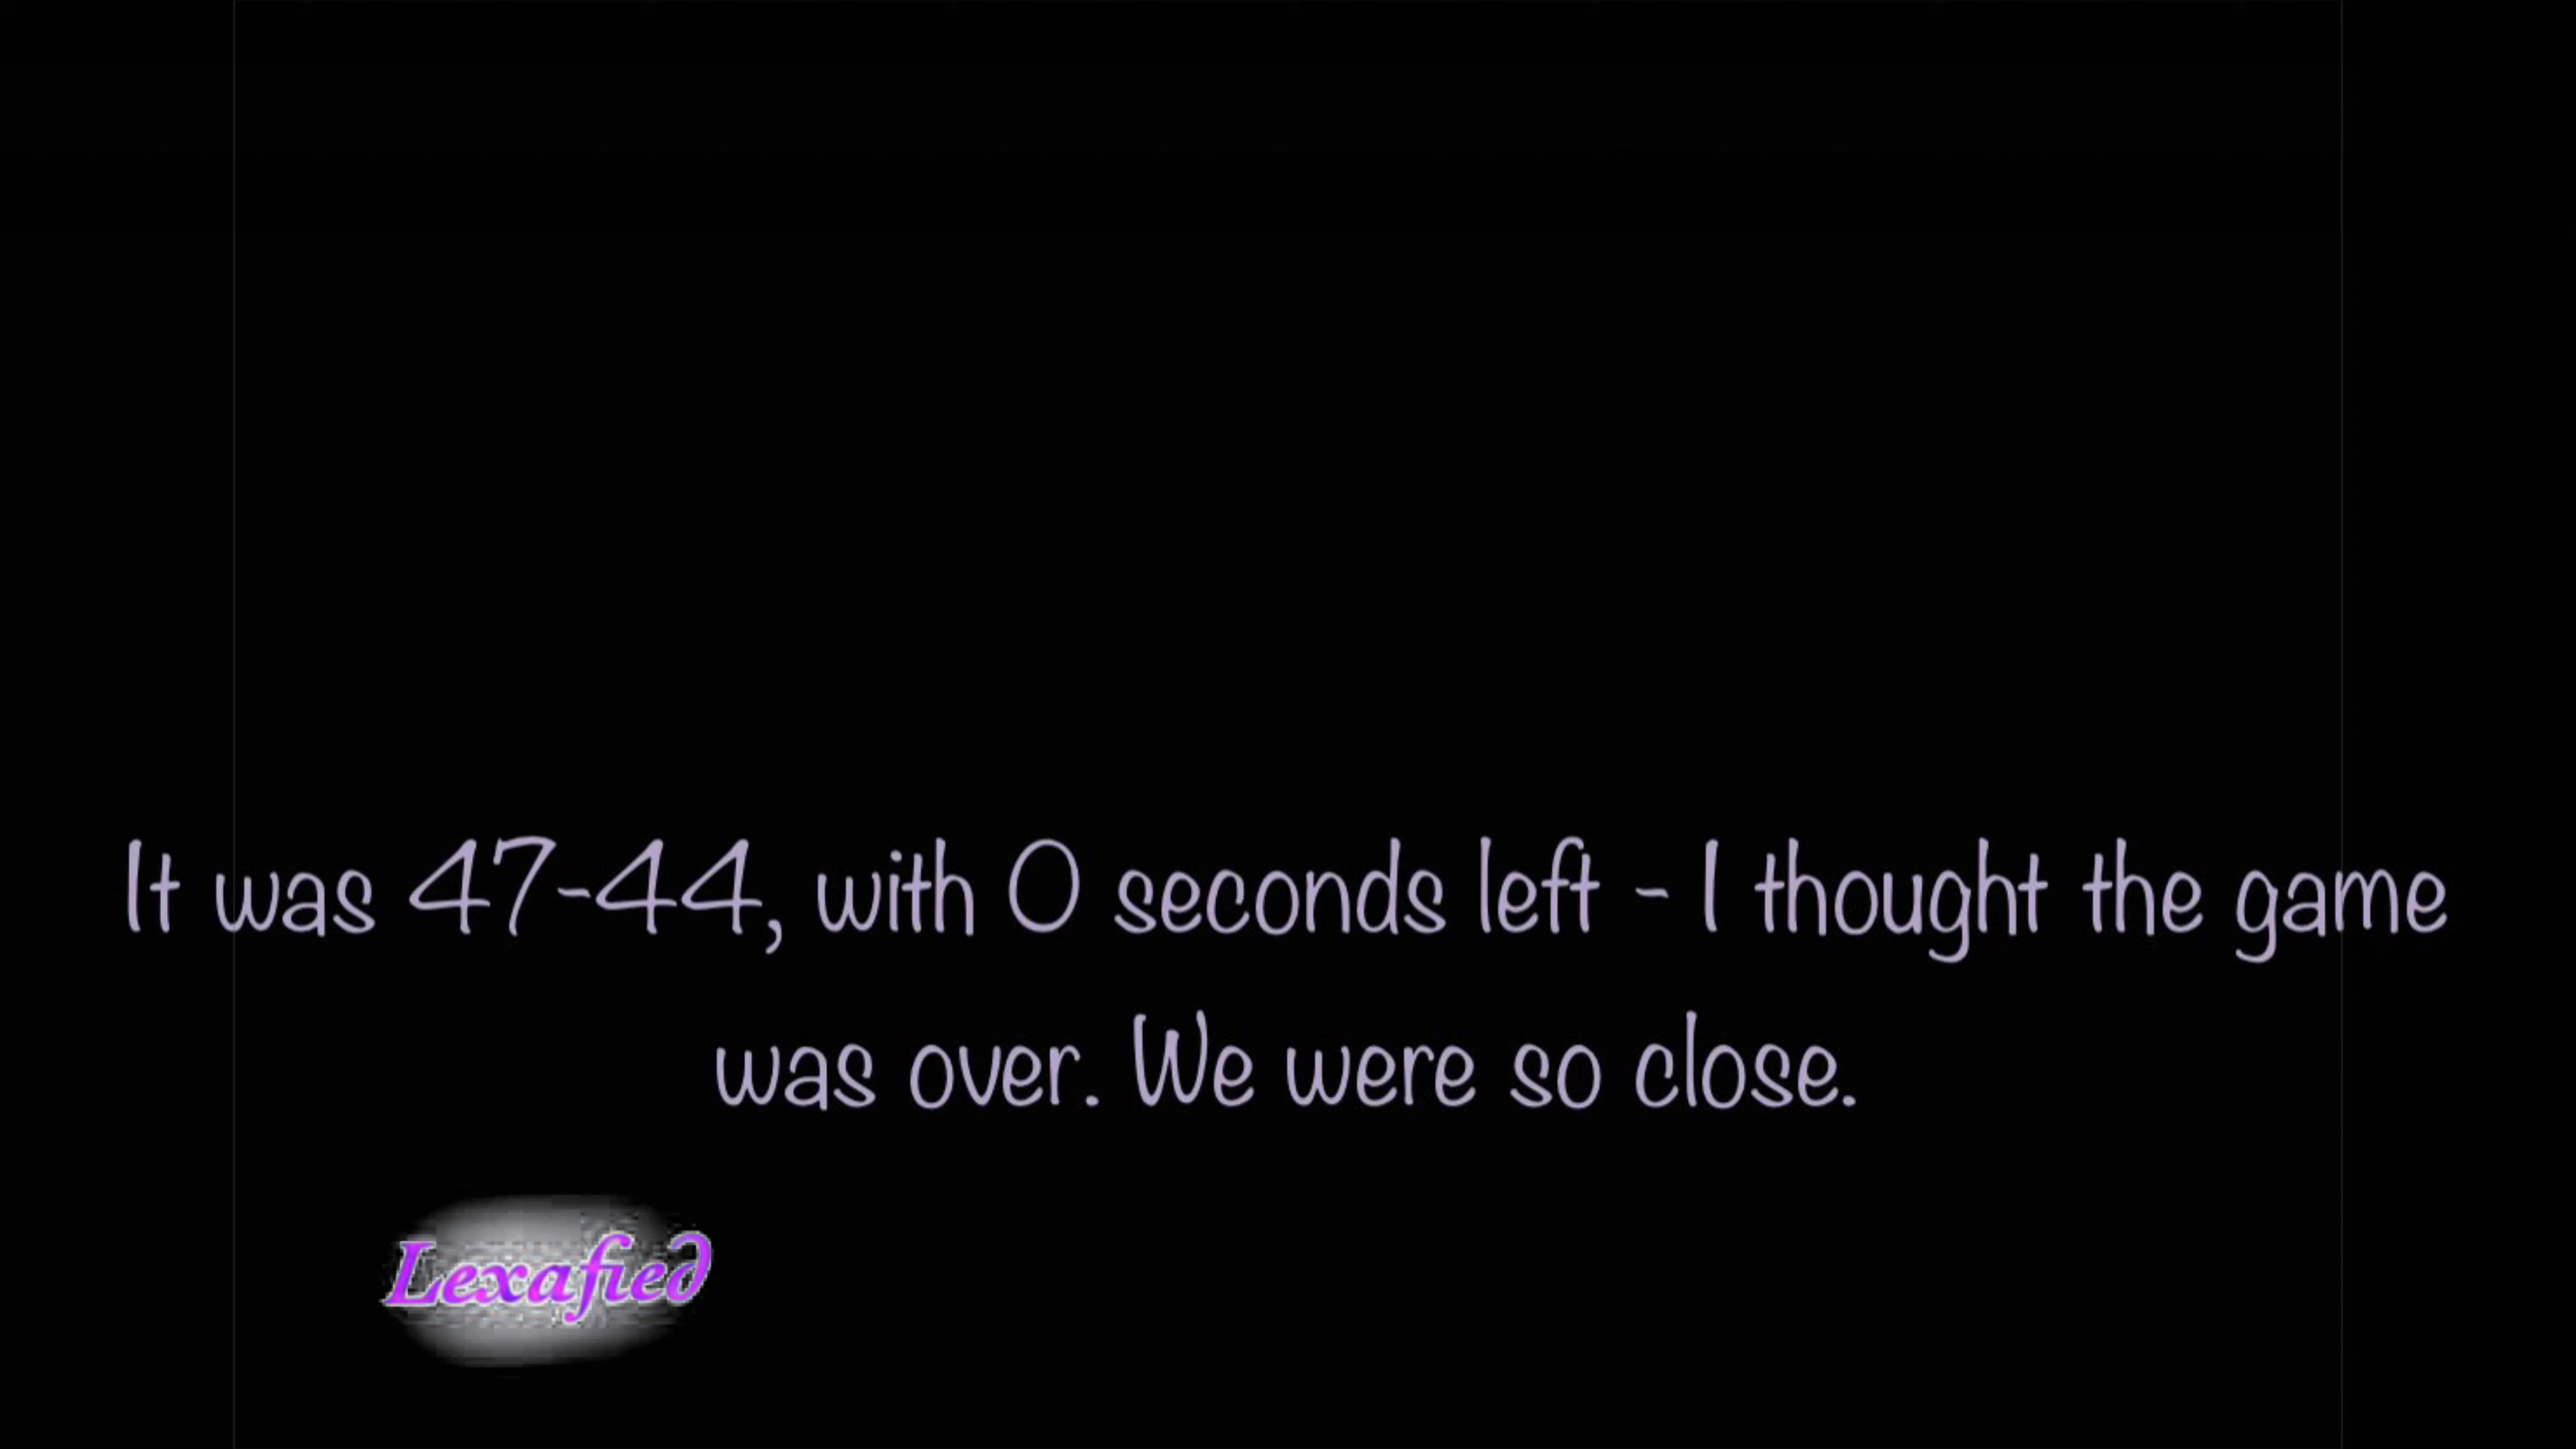 It was 47-44, with 0 seconds left - I thought the game
was over. We were so close.
Lexafied